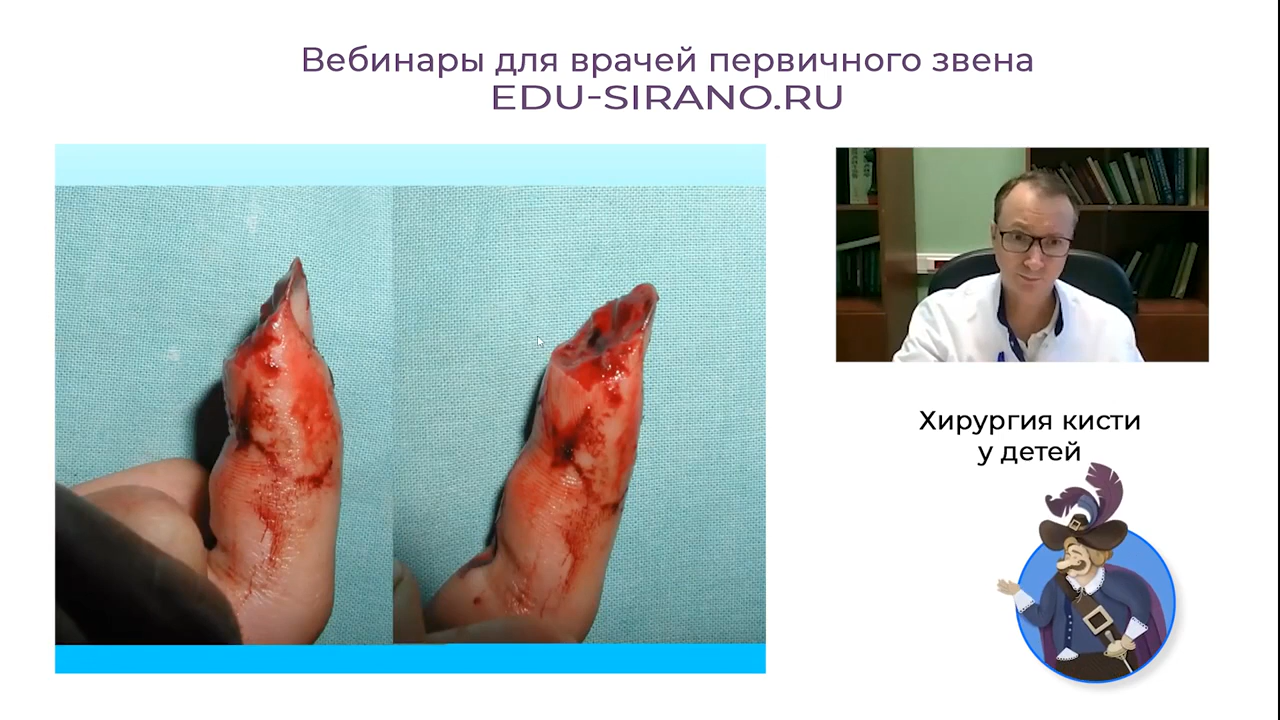 Вебинары для врачей первичного звена
EDU-SIRANO.RU
Хирургия кисти
у детей